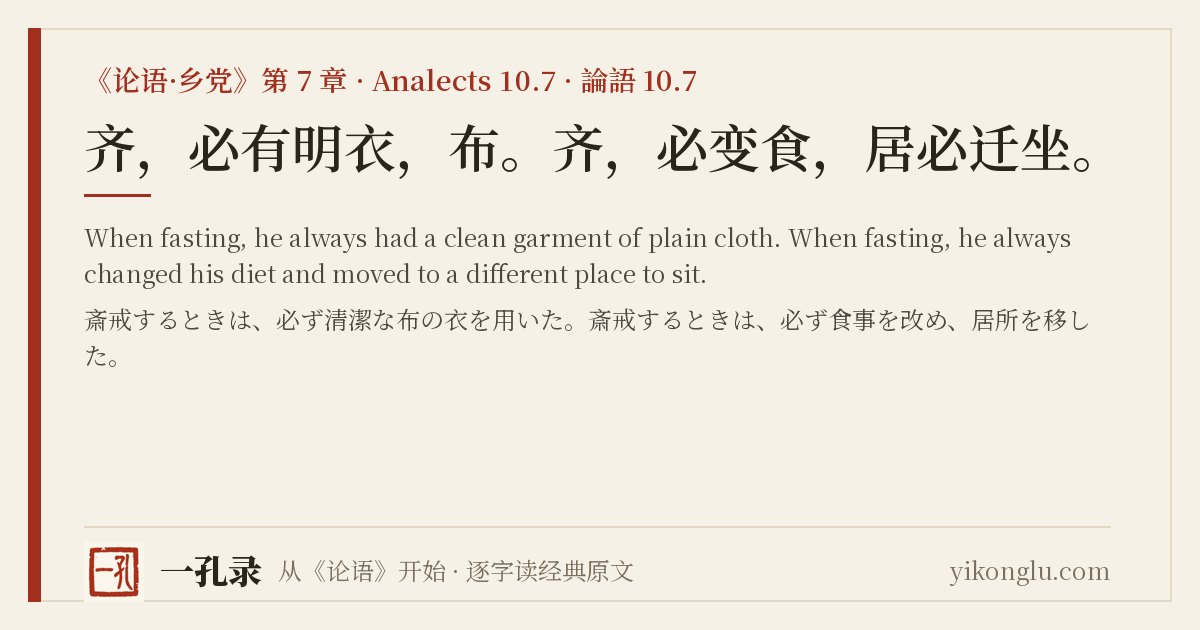 《论语·乡党》第 7 章 · Analects 10.7 · 論語 10.7
齐，必有明衣，布。齐，必变食，居必迁坐。
When fasting, he always had a clean garment of plain cloth. When fasting, he always
changed his diet and moved to a different place to sit.
斎戒するときは、必ず清潔な布の衣を用いた。斎戒するときは、必ず食事を改め、居所を移し
た。
一孔
一孔录 从《论语》开始 · 逐字读经典原文 yikonglu.com